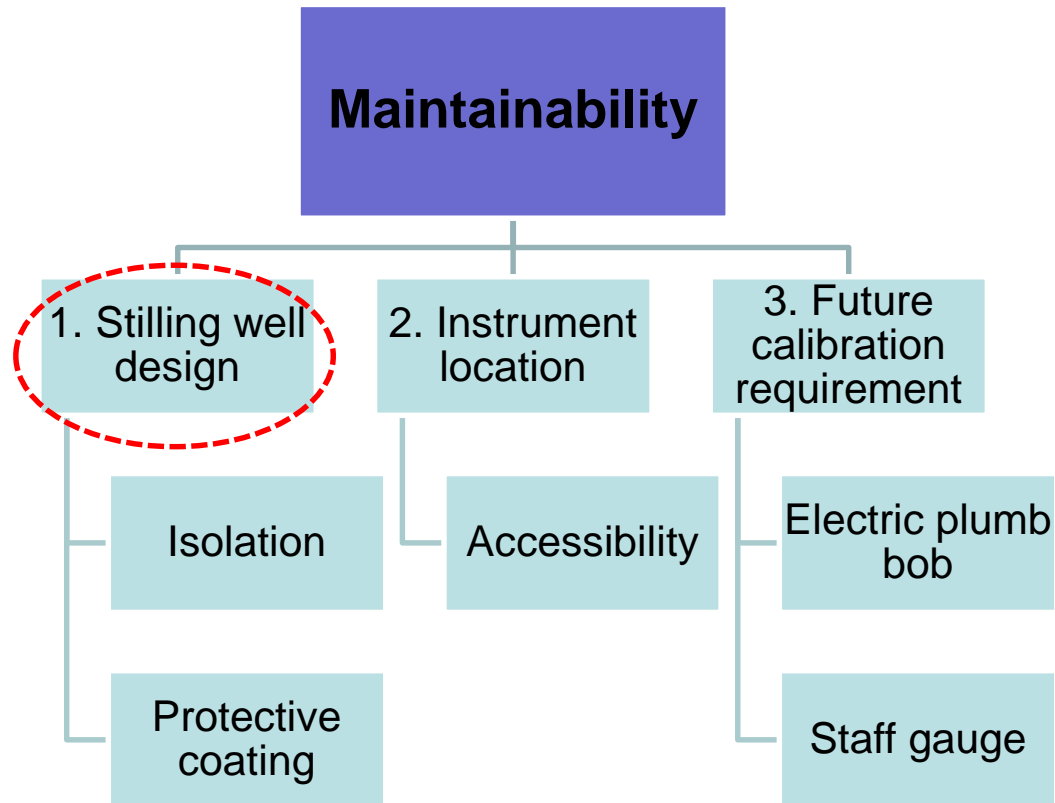 Maintainability
1. Stilling well
design
2. Instrument
location
3. Future
calibration
requirement
Isolation
Accessibility
Electric plumb
bob
Protective
coating
Staff gauge